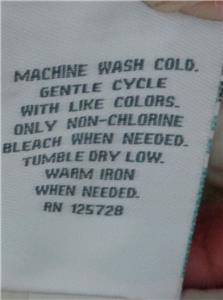 MACHINE WASH COLD.
GENTLE CYCLE
WITH LIKE COLORS.
ONLY NON-CHLORINE
BLEACH WHEN NEEDED.
TUMBLE DRY LOW.
WARM IRON
WHEN NEEDED.
RN 125728